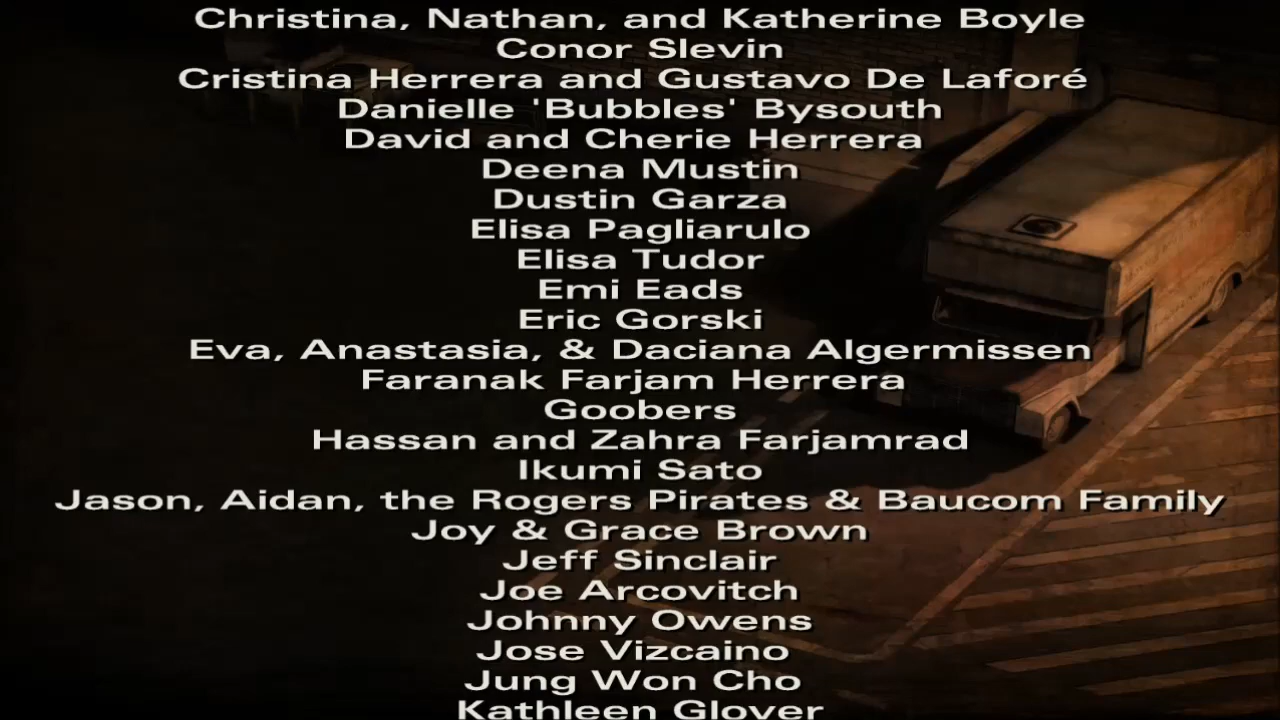 Christina, Nathan, and Katherine Boyle
Conor Slevin
Cristina Herrera and Gustavo De Laforé
Danielle 'Bubbles' Bysouth
David and Cherie Herrera
Deena Mustin
Dustin Garza
Elisa Pagliarulo
Elisa Tudor
Emi Eads
Eric Gorski
Eva, Anastasia, & Daciana Algermissen
Faranak Farjam Herrera
Goobers
Hassan and Zahra Farjamrad
Ikumi Sato
Jason, Aidan, the Rogers Pirates & Baucom Family
Joy & Grace Brown
Jeff Sinclair
Joe Arcovitch
Johnny Owens
Jose Vizcaino
Jung Won Cho
Kathleen Glover